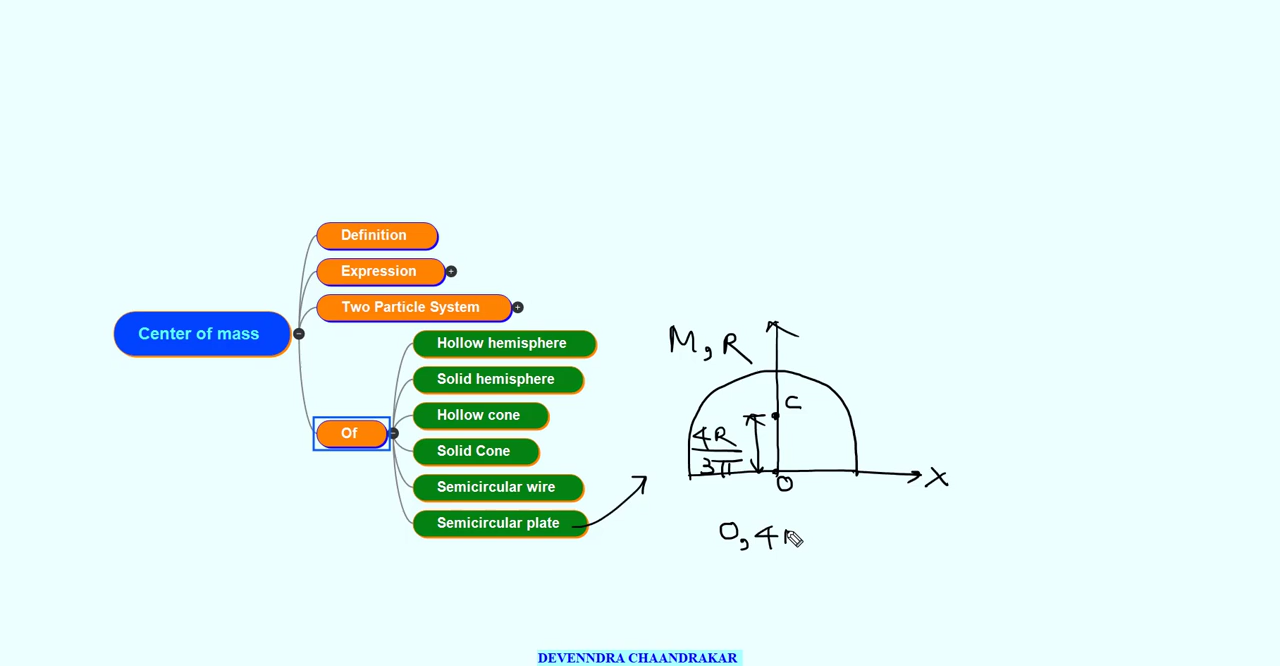 Center of mass
Definition
Expression
Two Particle System
Of
Hollow hemisphere
Solid hemisphere
Hollow cone
Solid Cone
Semicircular wire
Semicircular plate
M, R
C
4R
3π
O
X
0, 4
DEVENNDRA CHAANDRAKAR